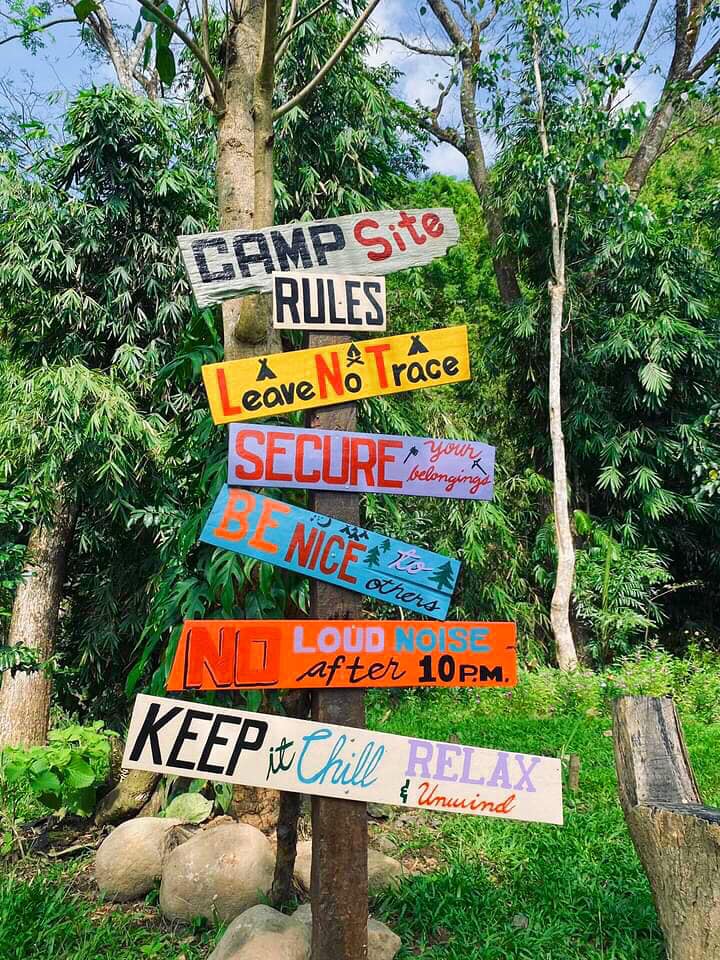 CAMP Site
RULES
Leave No Trace
SECURE your
belongings
BE NICE to
others
NO LOUD NOISE
after 10 P.M.
KEEP it Chill RELAX
& Unwind